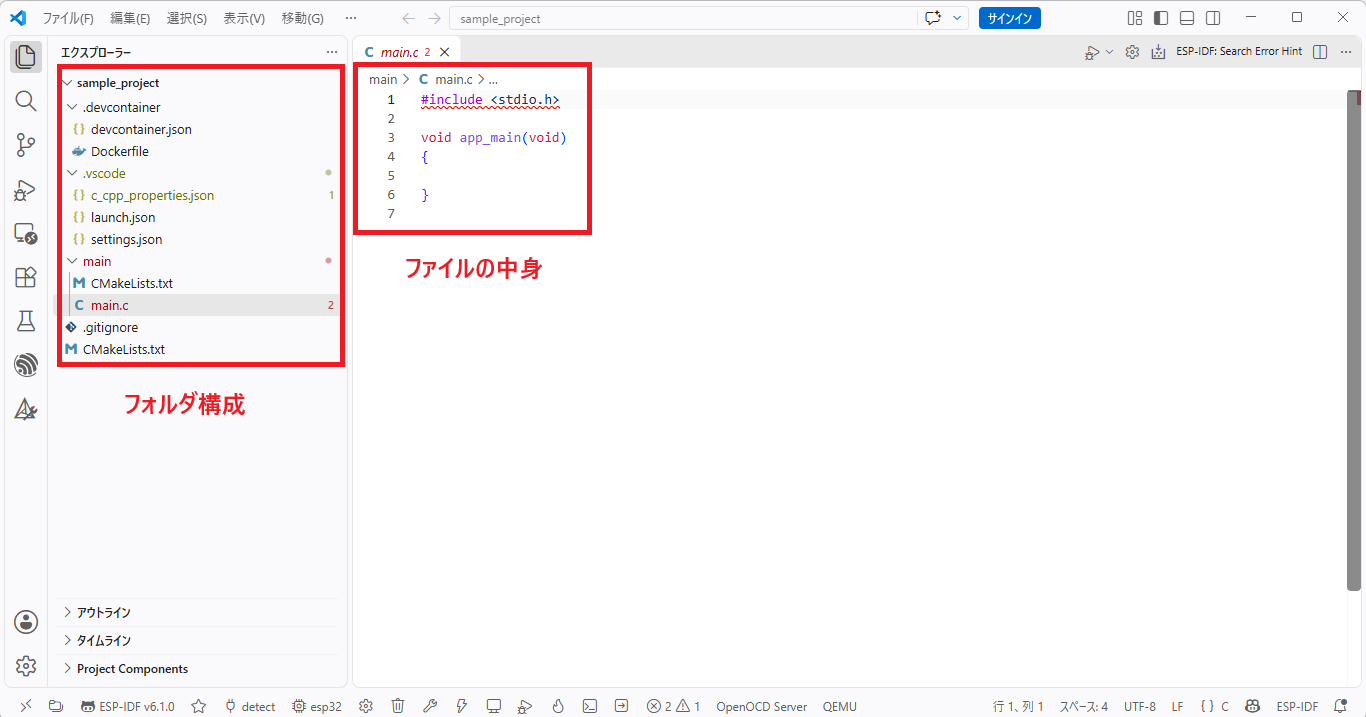 ファイル(F) 編集(E) 選択(S) 表示(V) 移動(G) … sample_project サインイン
エクスプローラー …
sample_project
.devcontainer
{} devcontainer.json
Dockerfile
.vscode
{} c_cpp_properties.json 1
{} launch.json
{} settings.json
main
M CMakeLists.txt
C main.c 2
.gitignore
M CMakeLists.txt
フォルダ構成
アウトライン
タイムライン
Project Components
C main.c 2
ESP-IDF: Search Error Hint …
main > C main.c > ...
1 #include <stdio.h>
2
3 void app_main(void)
4 {
5
6 }
7
ファイルの中身
ESP-IDF v6.1.0 detect esp32 2 1 OpenOCD Server QEMU 行 1、列 1 スペース: 4 UTF-8 LF {} C ESP-IDF